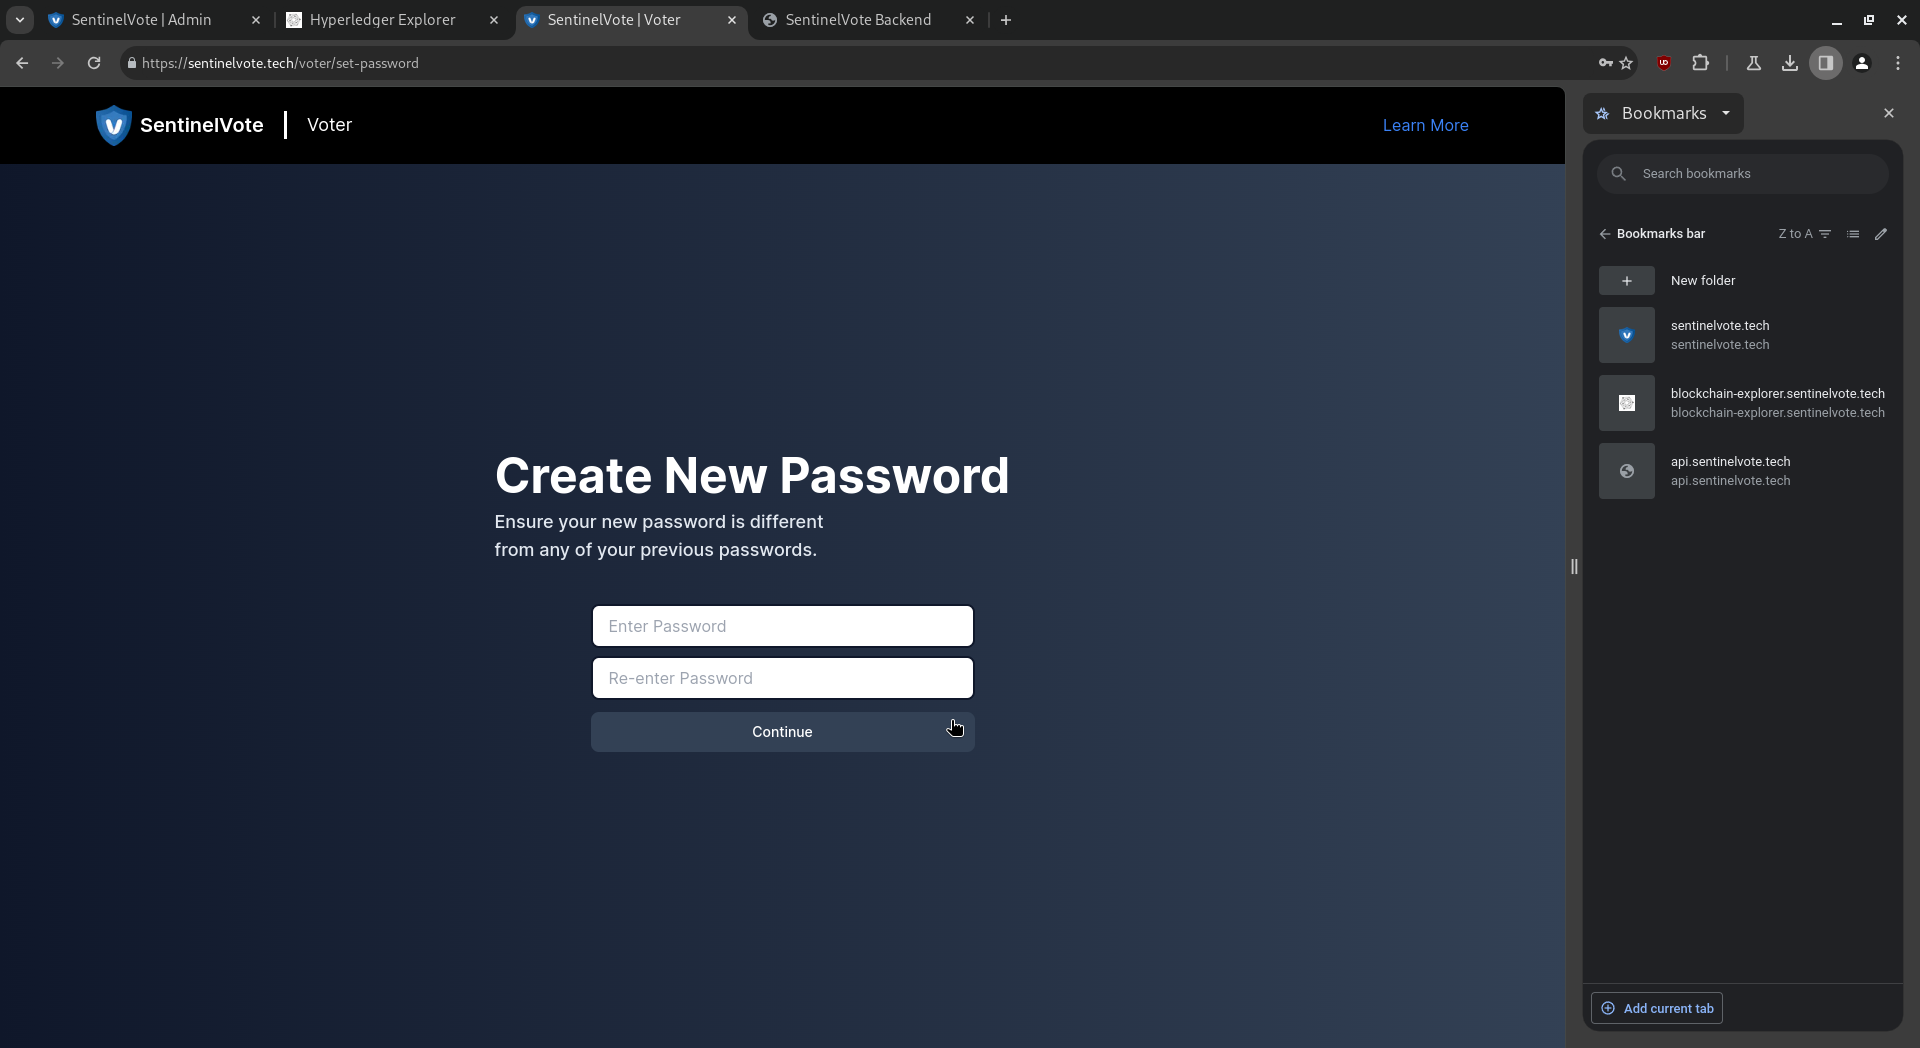 SentinelVote | Admin
Hyperledger Explorer
SentinelVote | Voter
SentinelVote Backend
https://sentinelvote.tech/voter/set-password
SentinelVote | Voter
Learn More
Create New Password
Ensure your new password is different
from any of your previous passwords.
Enter Password
Re-enter Password
Continue
Bookmarks
Search bookmarks
Bookmarks bar
Z to A
New folder
sentinelvote.tech
sentinelvote.tech
blockchain-explorer.sentinelvote.tech
blockchain-explorer.sentinelvote.tech
api.sentinelvote.tech
api.sentinelvote.tech
Add current tab